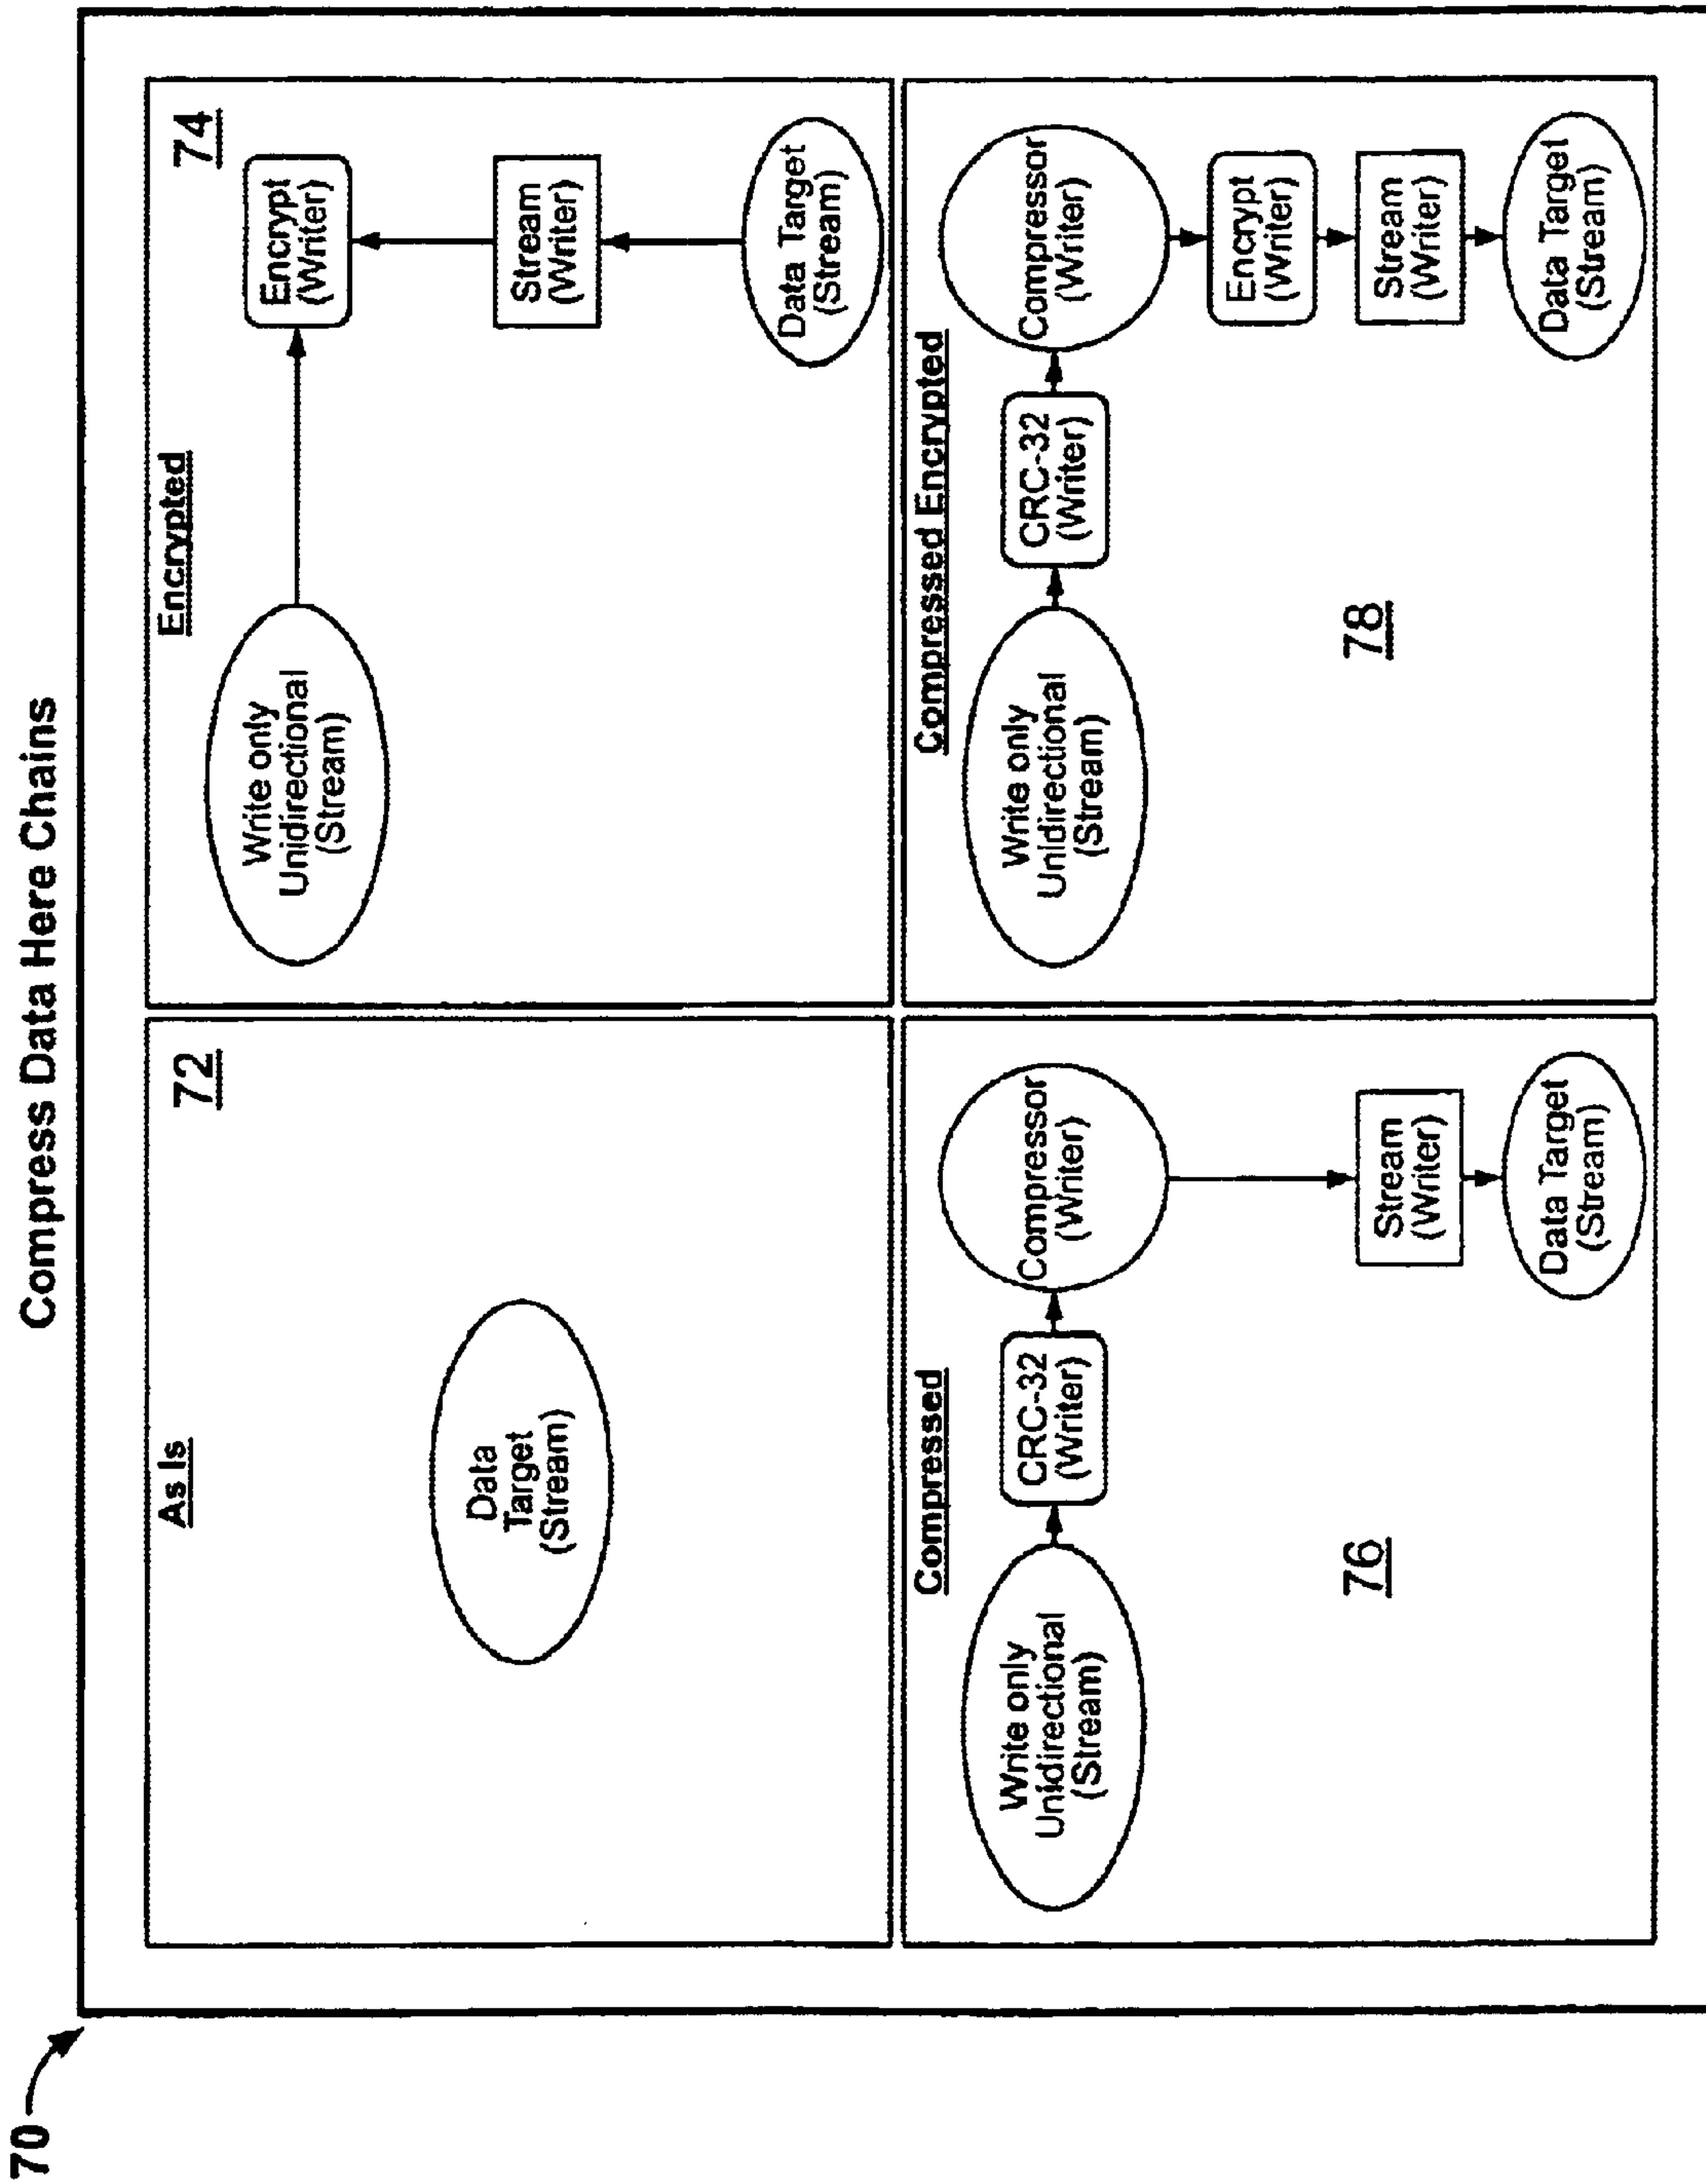 Compress Data Here Chains
70
As Is
72
Data
Target
(Stream)
Encrypted
74
Write only
Unidirectional
(Stream)
Encrypt
(Writer)
Stream
(Writer)
Data Target
(Stream)
Compressed
Write only
Unidirectional
(Stream)
CRC-32
(Writer)
Compressor
(Writer)
76
Stream
(Writer)
Data Target
(Stream)
Compressed Encrypted
Write only
Unidirectional
(Stream)
CRC-32
(Writer)
Compressor
(Writer)
Encrypt
(Writer)
78
Stream
(Writer)
Data Target
(Stream)